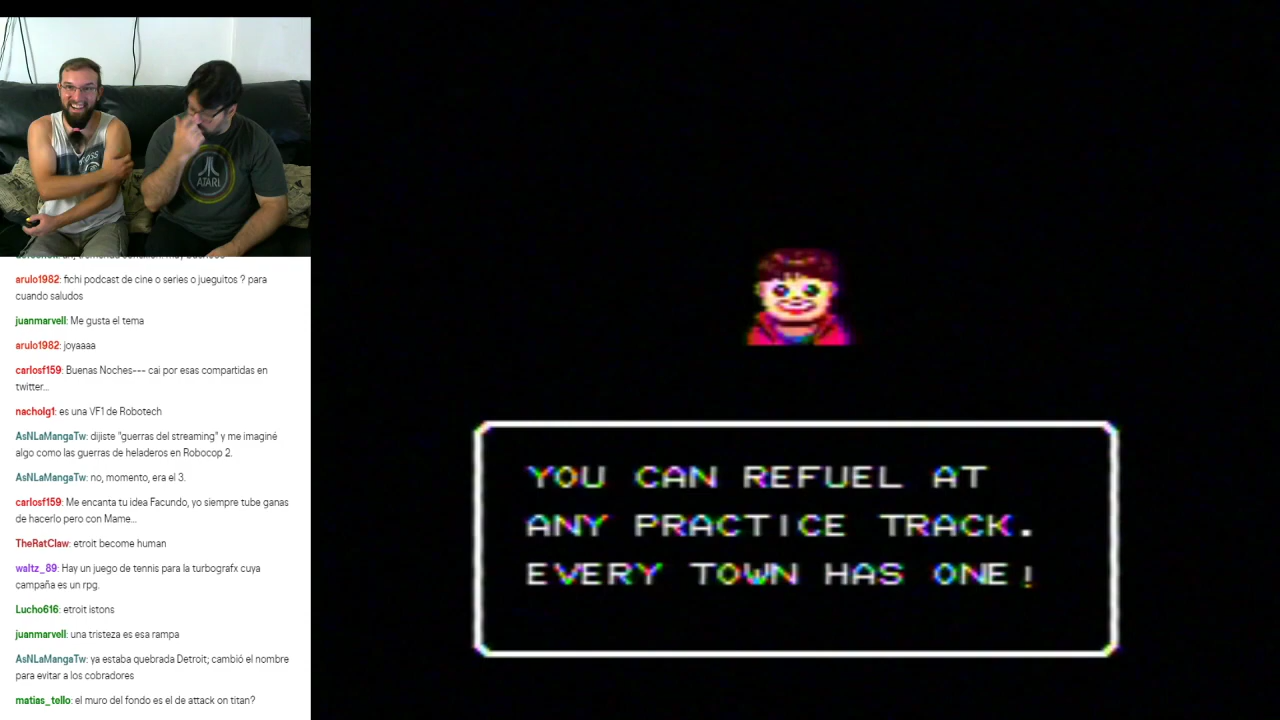 OSS
ATARI
arulo1982: fichi podcast de cine o series o jueguitos ? para
cuando saludos
juanmarvell: Me gusta el tema
arulo1982: joyaaaa
carlosf159: Buenas Noches--- cai por esas compartidas en
twitter...
nacholg1: es una VF1 de Robotech
AsNLaMangaTw: dijiste "guerras del streaming" y me imaginé
algo como las guerras de heladeros en Robocop 2.
AsNLaMangaTw: no, momento, era el 3.
carlosf159: Me encanta tu idea Facundo, yo siempre tube ganas
de hacerlo pero con Mame...
TheRatClaw: etroit become human
waltz_89: Hay un juego de tennis para la turbografx cuya
campaña es un rpg.
Lucho616: etroit istons
juanmarvell: una tristeza es esa rampa
AsNLaMangaTw: ya estaba quebrada Detroit; cambió el nombre
para evitar a los cobradores
matias_tello: el muro del fondo es el de attack on titan?
YOU CAN REFUEL AT
ANY PRACTICE TRACK.
EVERY TOWN HAS ONE!